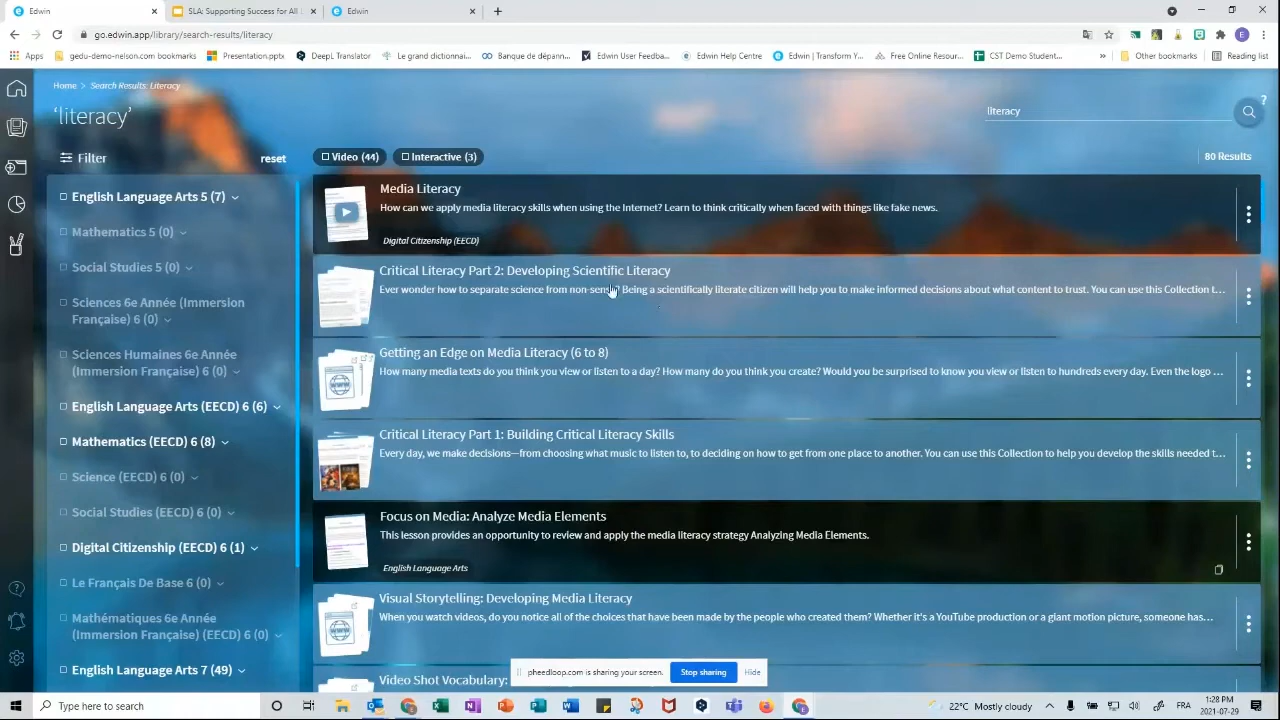 Edwin
SLA: Supporting Success for All
Edwin
go.edwin.app/library/search-results/literacy
Apps
gedu-demo-nelson.com bookmarks
Presentation for all...
DeepL Translator
Le grand dictionnair...
Banque de dépann...
Edwin User Feedba...
Edwin | Transform Y...
Free Online Resour...
CST Demo Student...
»
Other bookmarks
Reading list
Home > Search Results: Literacy
?
'literacy'
literacy
Filter
reset
Video (44)
Interactive (3)
80 Results
English Language Arts 5 (7)
Mathematics 5 (0)
Social Studies 5 (0)
Sciences 6e Année (Immersion
Française) 6 (0)
Sciences Humaines 6e Année
(Immersion Française) 6 (0)
English Language Arts (EECD) 6 (6)
Mathematics (EECD) 6 (8)
Science (EECD) 6 (0)
Social Studies (EECD) 6 (0)
Digital Citizenship (EECD) 6 (1)
Le Français De Base 6 (0)
Mathématiques 6e Année
(Immersion Française) (EECD) 6 (0)
English Language Arts 7 (49)
Media Literacy
How can we apply media literacy skills when using the Internet? Learn to think critically when faced with things like fake news.
Digital Citizenship (EECD)
Critical Literacy Part 2: Developing Scientific Literacy
Ever wonder how to separate science from non-sense? Being a scientifically literate citizen will help you to make informed decisions about what content to trust. You can use this Collection t...
Getting an Edge on Media Literacy (6 to 8)
How many media texts do you think you view or listen to a day? How many do you think you create? Would you be surprised to know you view or listen to hundreds every day. Even the logo ...
WWW
Critical Literacy Part 1: Building Critical Literacy Skills
Every day, we make decisions—from choosing what music to listen to, to deciding on how to get from one place to another. You can use this Collection to help you develop the skills needed t...
Focus on Media: Analyze Media Elements
This lesson provides an opportunity to review and apply the media literacy strategy Analyze Media Elements.
English Language Arts
Visual Storytelling: Developing Media Literacy
When you watch videos, do you notice all of the choices that have been made by the people who created them? Whether it's a YouTube production or a giant motion picture, someone has...
WWW
Video Shot Vocabulary:
pheedloop.com is sharing your screen.
Stop sharing
Hide
Type here to search
22°C Mostly cloudy
FRA
1:28 PM
2021-07-29